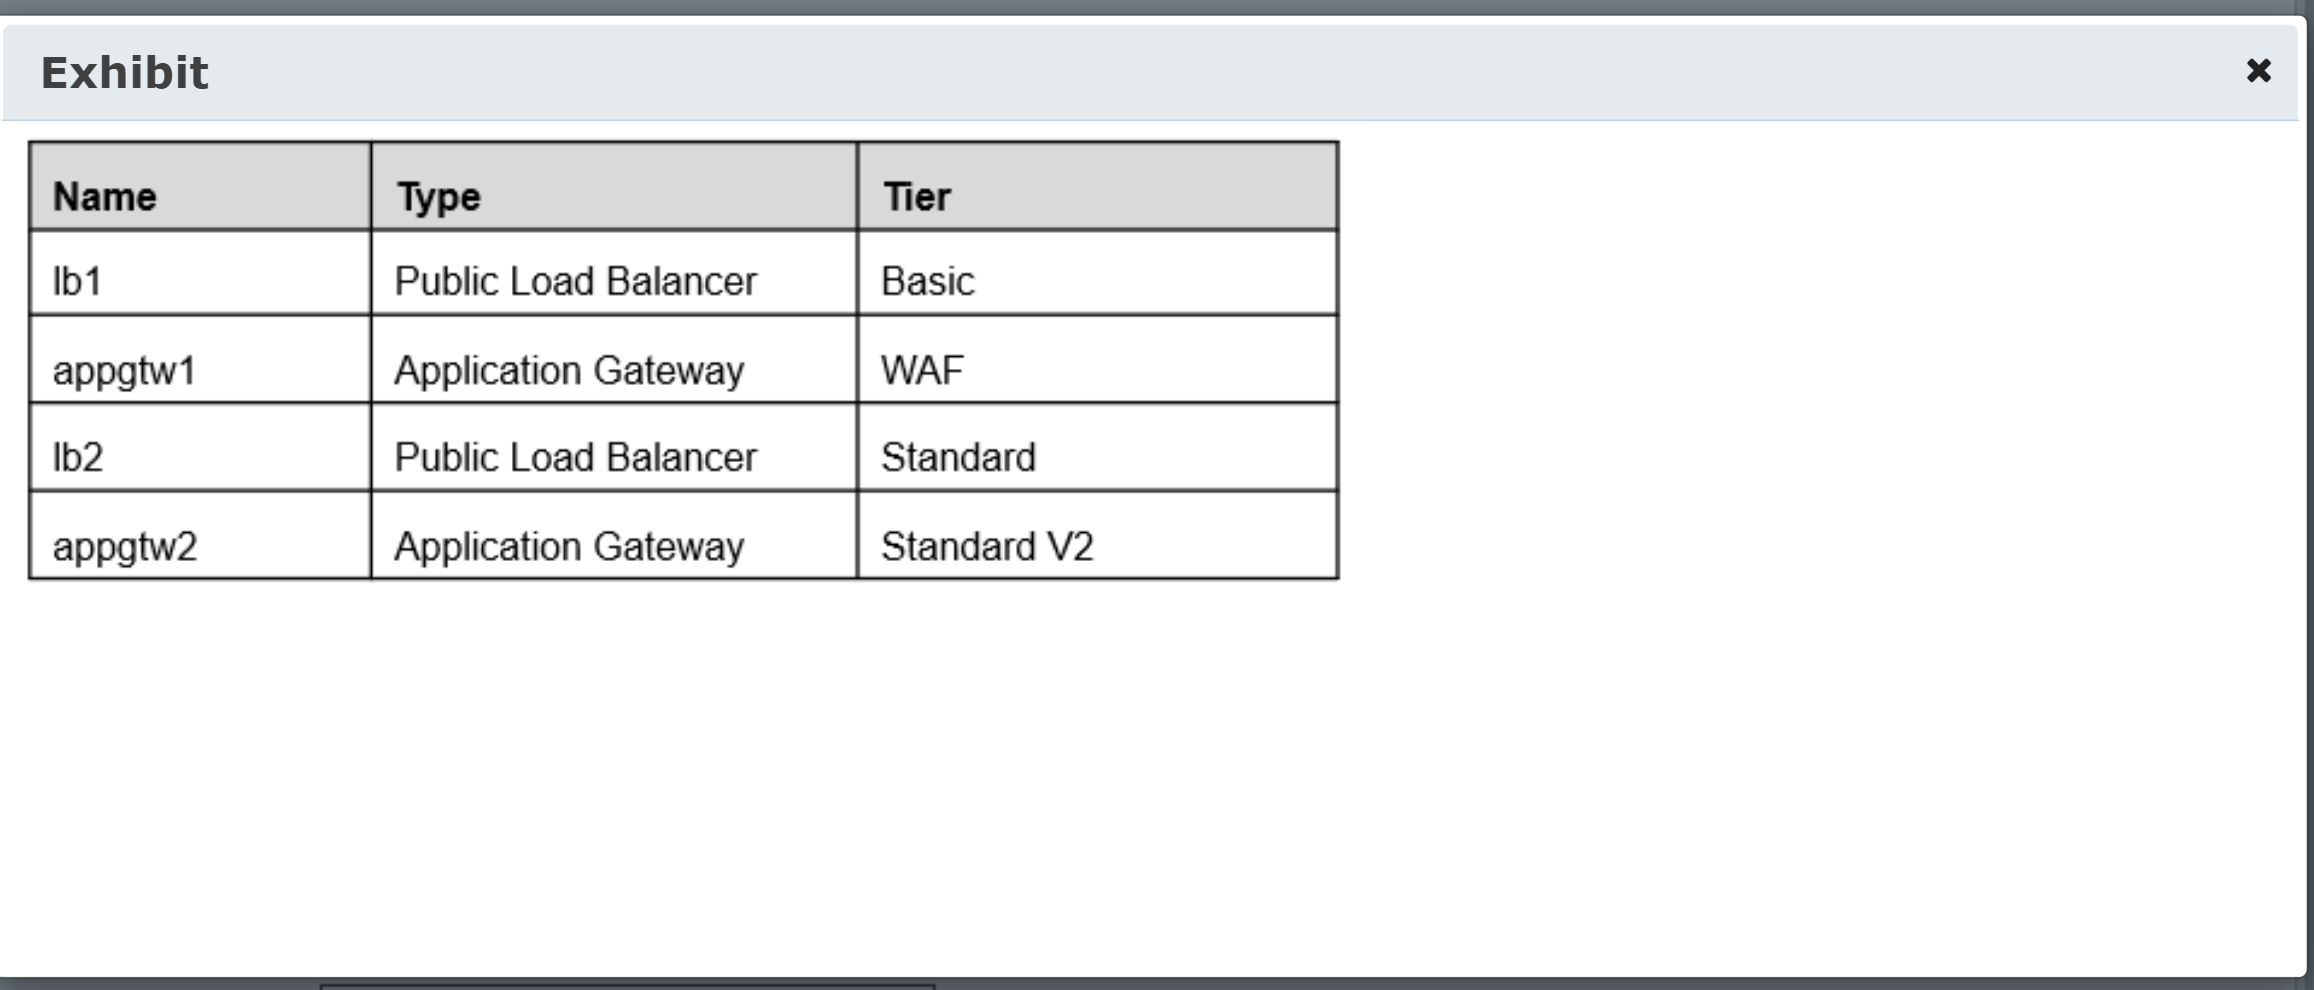 Exhibit ✖
Name Type Tier
lb1 Public Load Balancer Basic
appgtw1 Application Gateway WAF
lb2 Public Load Balancer Standard
appgtw2 Application Gateway Standard V2